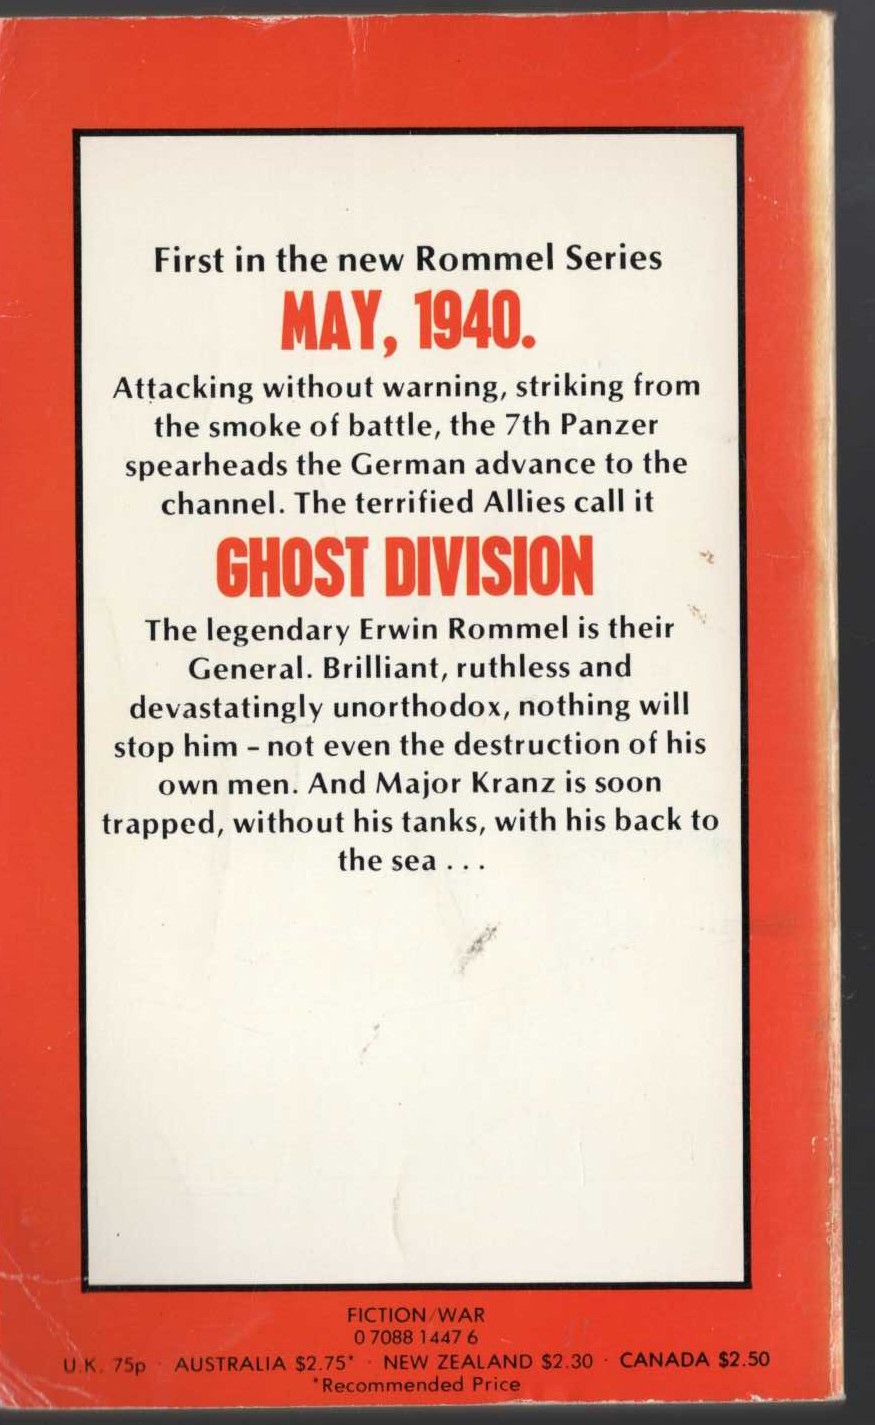 First in the new Rommel Series
MAY, 1940.
Attacking without warning, striking from
the smoke of battle, the 7th Panzer
spearheads the German advance to the
channel. The terrified Allies call it
GHOST DIVISION
The legendary Erwin Rommel is their
General. Brilliant, ruthless and
devastatingly unorthodox, nothing will
stop him – not even the destruction of his
own men. And Major Kranz is soon
trapped, without his tanks, with his back to
the sea . . .
FICTION/WAR
0 7088 1447 6
U.K. 75p · AUSTRALIA $2.75* · NEW ZEALAND $2.30 · CANADA $2.50
*Recommended Price